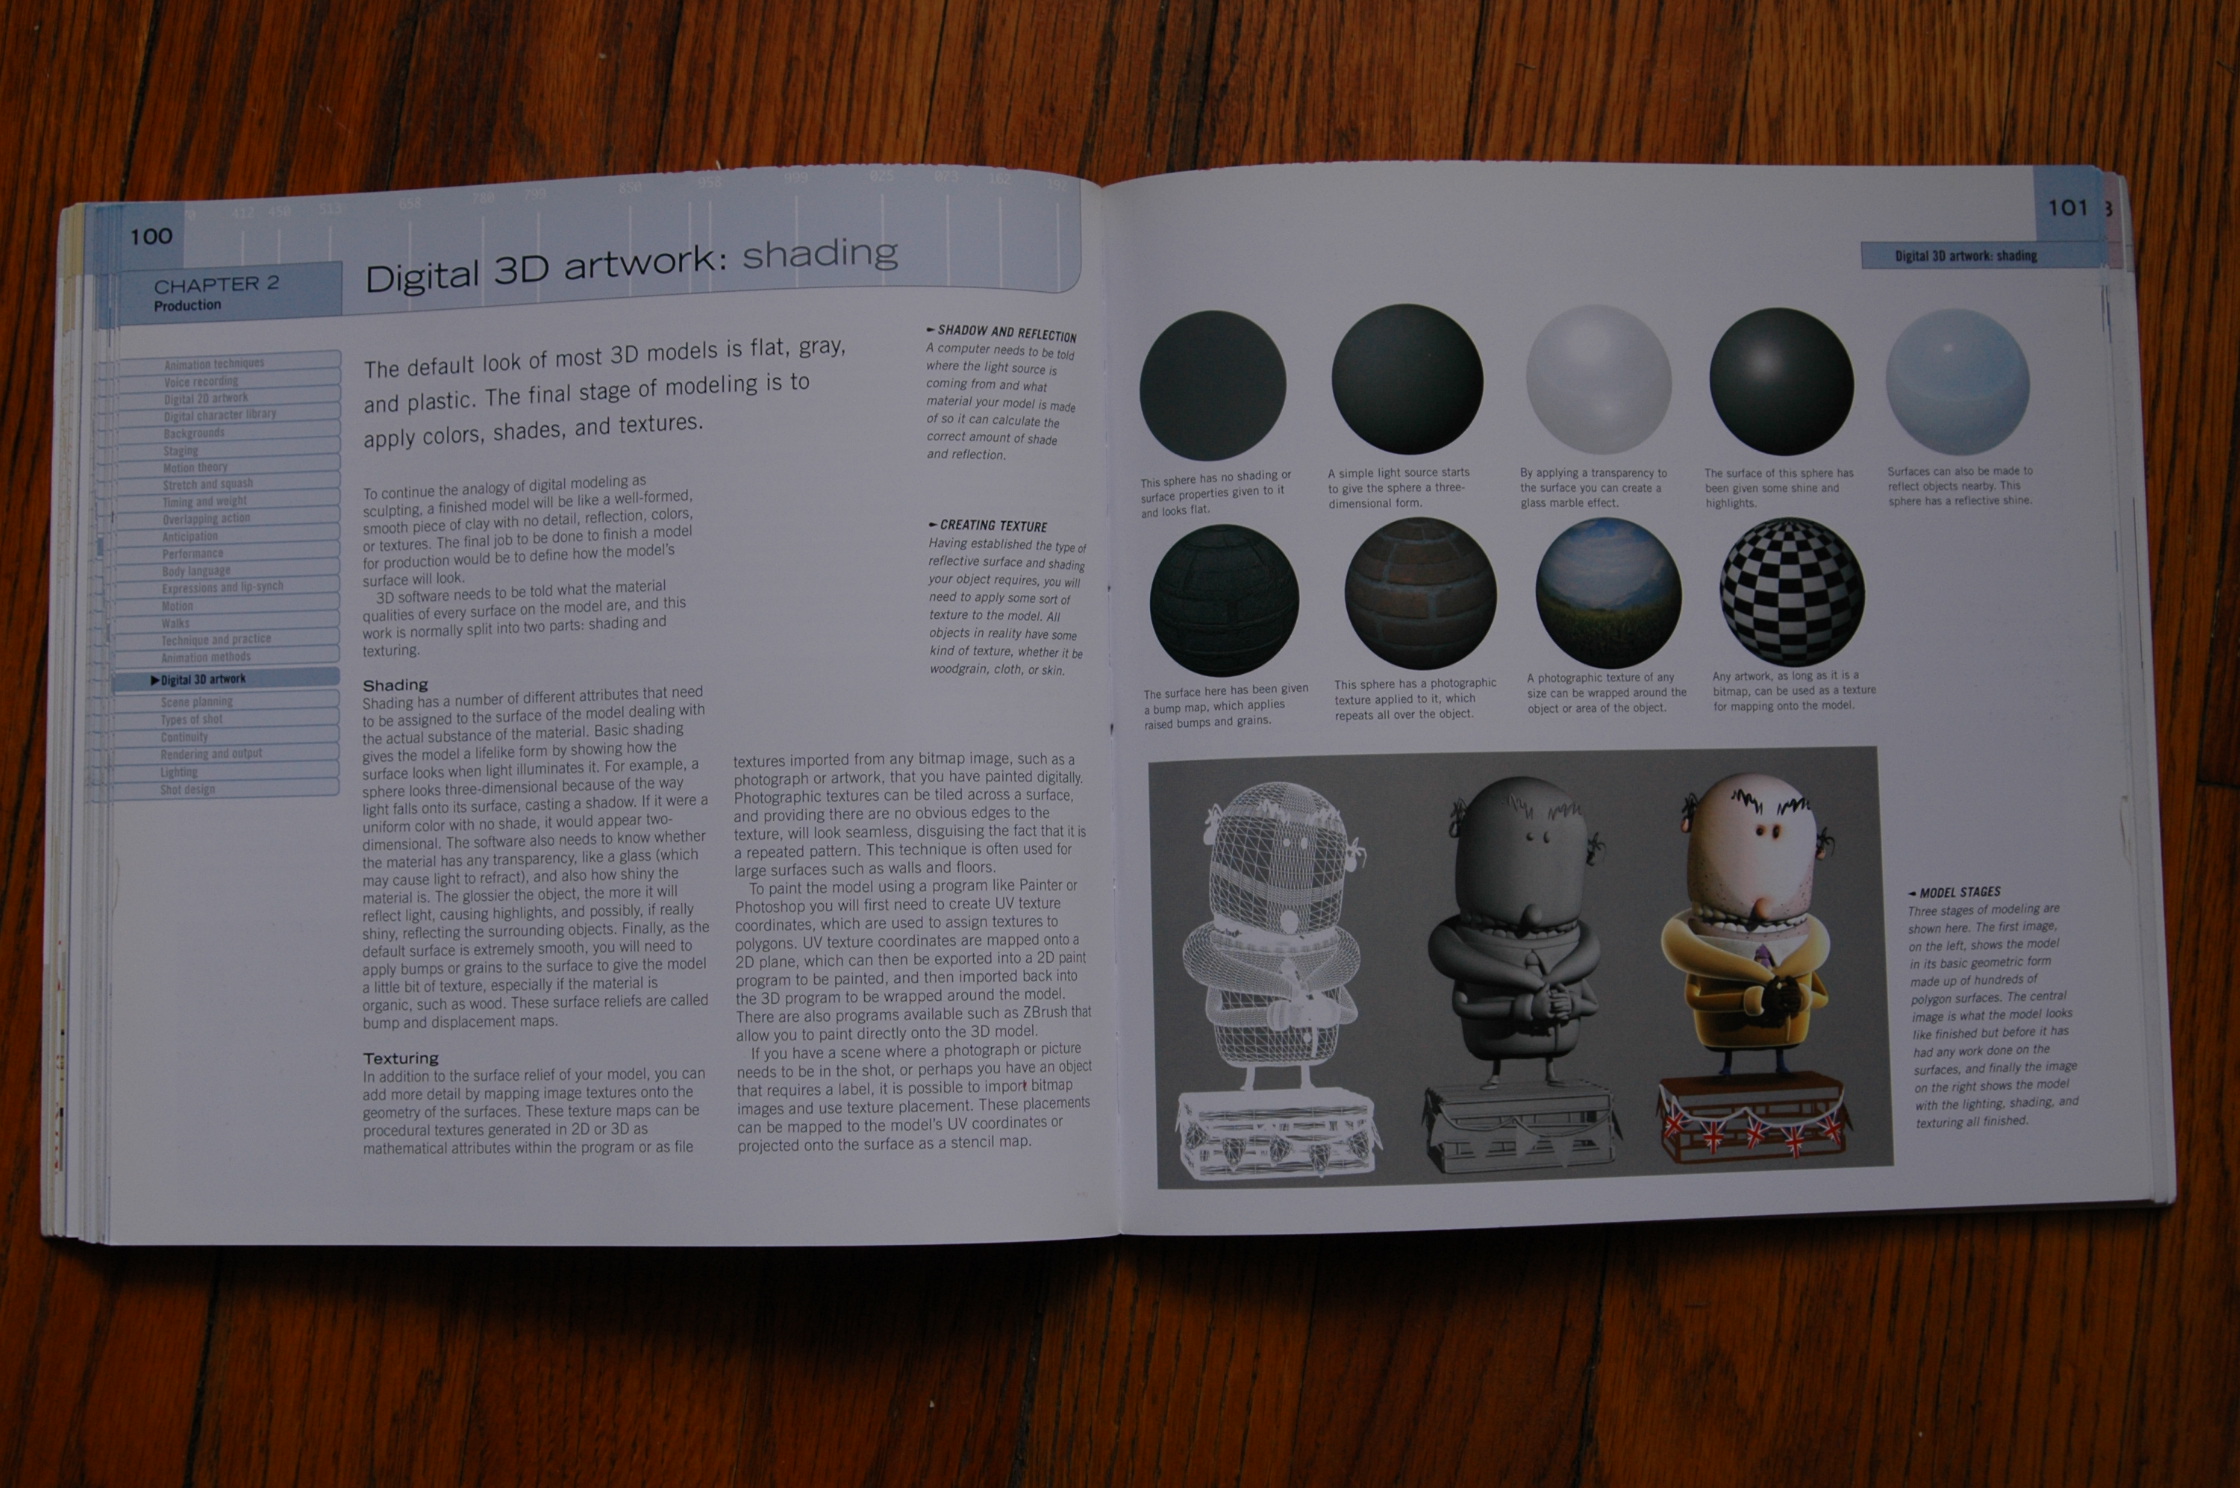 100
CHAPTER 2
Production
Digital 3D artwork: shading
Animation techniques
Voice recording
Digital 2D artwork
Digital character library
Backgrounds
Staging
Motion theory
Stretch and squash
Timing and weight
Overlapping action
Anticipation
Performance
Body language
Expressions and lip-synch
Motion
Walks
Technique and practice
Animation methods
►Digital 3D artwork
Scene planning
Types of shot
Continuity
Rendering and output
Lighting
Shot design
The default look of most 3D models is flat, gray,
and plastic. The final stage of modeling is to
apply colors, shades, and textures.
To continue the analogy of digital modeling as
sculpting, a finished model will be like a well-formed,
smooth piece of clay with no detail, reflection, colors,
or textures. The final job to be done to finish a model
for production would be to define how the model's
surface will look.
3D software needs to be told what the material
qualities of every surface on the model are, and this
work is normally split into two parts: shading and
texturing.
Shading
Shading has a number of different attributes that need
to be assigned to the surface of the model dealing with
the actual substance of the material. Basic shading
gives the model a lifelike form by showing how the
surface looks when light illuminates it. For example, a
sphere looks three-dimensional because of the way
light falls onto its surface, casting a shadow. If it were a
uniform color with no shade, it would appear two-
dimensional. The software also needs to know whether
the material has any transparency, like a glass (which
may cause light to refract), and also how shiny the
material is. The glossier the object, the more it will
reflect light, causing highlights, and possibly, if really
shiny, reflecting the surrounding objects. Finally, as the
default surface is extremely smooth, you will need to
apply bumps or grains to the surface to give the model
a little bit of texture, especially if the material is
organic, such as wood. These surface reliefs are called
bump and displacement maps.
Texturing
In addition to the surface relief of your model, you can
add more detail by mapping image textures onto the
geometry of the surfaces. These texture maps can be
procedural textures generated in 2D or 3D as
mathematical attributes within the program or as file
textures imported from any bitmap image, such as a
photograph or artwork, that you have painted digitally.
Photographic textures can be tiled across a surface,
and providing there are no obvious edges to the
texture, will look seamless, disguising the fact that it is
a repeated pattern. This technique is often used for
large surfaces such as walls and floors.
To paint the model using a program like Painter or
Photoshop you will first need to create UV texture
coordinates, which are used to assign textures to
polygons. UV texture coordinates are mapped onto a
2D plane, which can then be exported into a 2D paint
program to be painted, and then imported back into
the 3D program to be wrapped around the model.
There are also programs available such as ZBrush that
allow you to paint directly onto the 3D model.
If you have a scene where a photograph or picture
needs to be in the shot, or perhaps you have an object
that requires a label, it is possible to import bitmap
images and use texture placement. These placements
can be mapped to the model's UV coordinates or
projected onto the surface as a stencil map.
SHADOW AND REFLECTION
A computer needs to be told
where the light source is
coming from and what
material your model is made
of so it can calculate the
correct amount of shade
and reflection.
CREATING TEXTURE
Having established the type of
reflective surface and shading
your object requires, you will
need to apply some sort of
texture to the model. All
objects in reality have some
kind of texture, whether it be
woodgrain, cloth, or skin.
101
Digital 3D artwork: shading
This sphere has no shading or
surface properties given to it
and looks flat.
A simple light source starts
to give the sphere a three-
dimensional form.
By applying a transparency to
the surface you can create a
glass marble effect.
The surface of this sphere has
been given some shine and
highlights.
Surfaces can also be made to
reflect objects nearby. This
sphere has a reflective shine.
The surface here has been given
a bump map, which applies
raised bumps and grains.
This sphere has a photographic
texture applied to it, which
repeats all over the object.
A photographic texture of any
size can be wrapped around the
object or area of the object.
Any artwork, as long as it is a
bitmap, can be used as a texture
for mapping onto the model.
MODEL STAGES
Three stages of modeling are
shown here. The first image,
on the left, shows the model
in its basic geometric form
made up of hundreds of
polygon surfaces. The central
image is what the model looks
like finished but before it has
had any work done on the
surfaces, and finally the image
on the right shows the model
with the lighting, shading, and
texturing all finished.